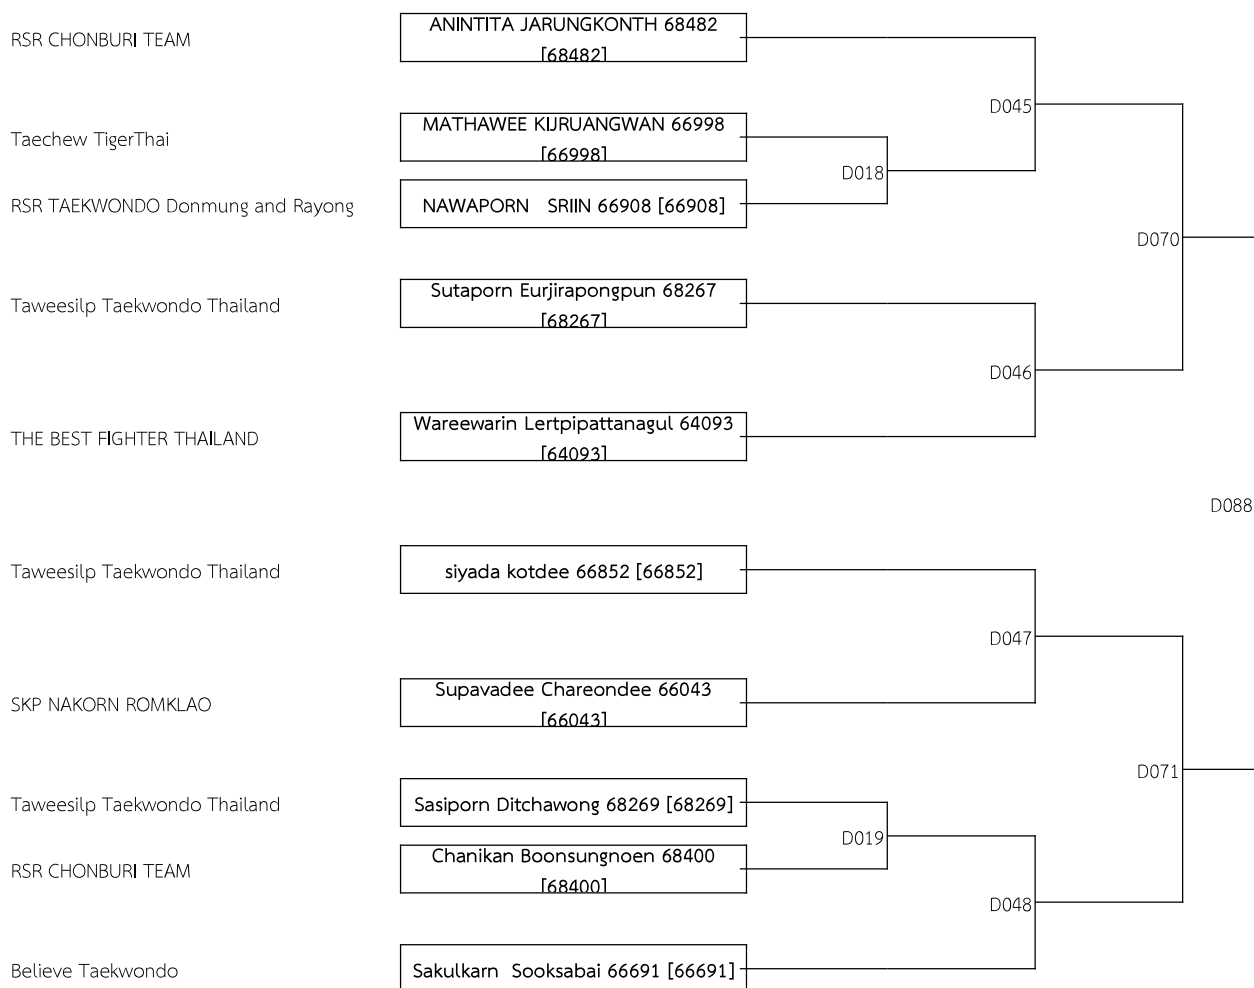 RSR CHONBURI TEAM
ANINTITA JARUNGKONTH 68482
[68482]
D045
Taechew TigerThai
MATHAWEE KIJRUANGWAN 66998
[66998]
D018
RSR TAEKWONDO Donmung and Rayong
NAWAPORN SRIIN 66908 [66908]
D070
Taweesilp Taekwondo Thailand
Sutaporn Eurjirapongpun 68267
[68267]
D046
THE BEST FIGHTER THAILAND
Wareewarin Lertpipattanagul 64093
[64093]
D088
Taweesilp Taekwondo Thailand
siyada kotdee 66852 [66852]
D047
SKP NAKORN ROMKLAO
Supavadee Chareondee 66043
[66043]
D071
Taweesilp Taekwondo Thailand
Sasiporn Ditchawong 68269 [68269]
D019
RSR CHONBURI TEAM
Chanikan Boonsungnoen 68400
[68400]
D048
Believe Taekwondo
Sakulkarn Sooksabai 66691 [66691]